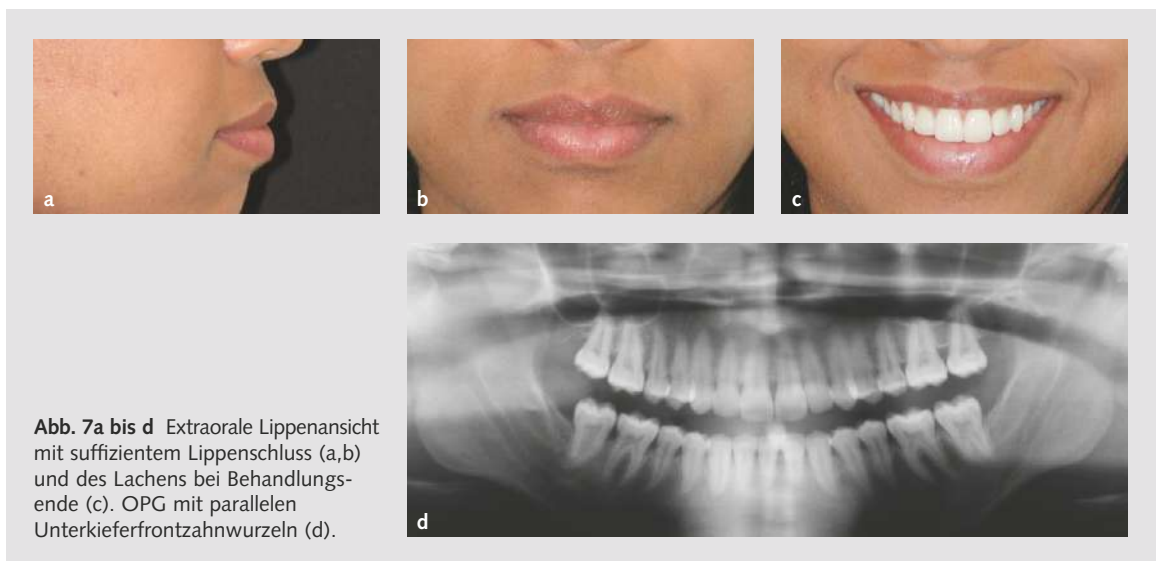 a
b
c
Abb. 7a bis d Extraorale Lippenansicht
mit suffizientem Lippenschluss (a,b)
und des Lachens bei Behandlungs-
ende (c). OPG mit parallelen
Unterkieferfrontzahnwurzeln (d).
d